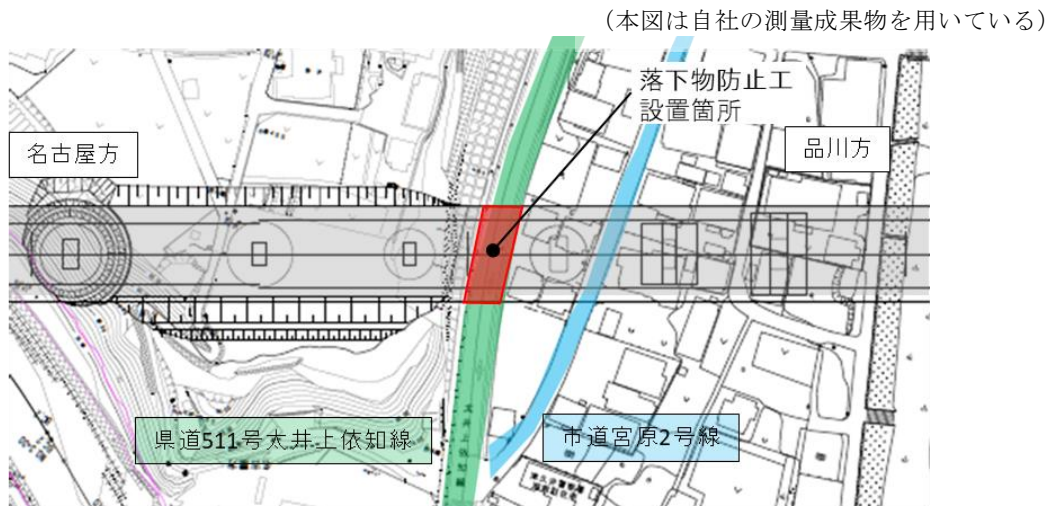 （本図は自社の測量成果物を用いている）
落下物防止工
設置箇所
名古屋方
品川方
県道511号大井上依知線
市道宮原2号線